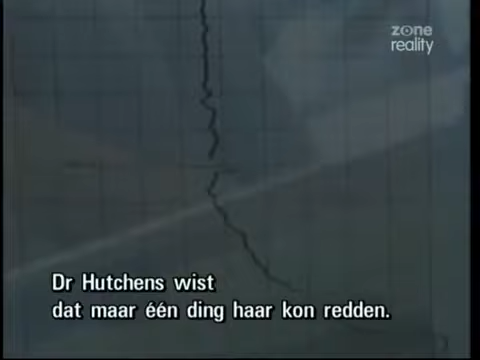 zone
reality
Dr Hutchens wist
dat maar één ding haar kon redden.